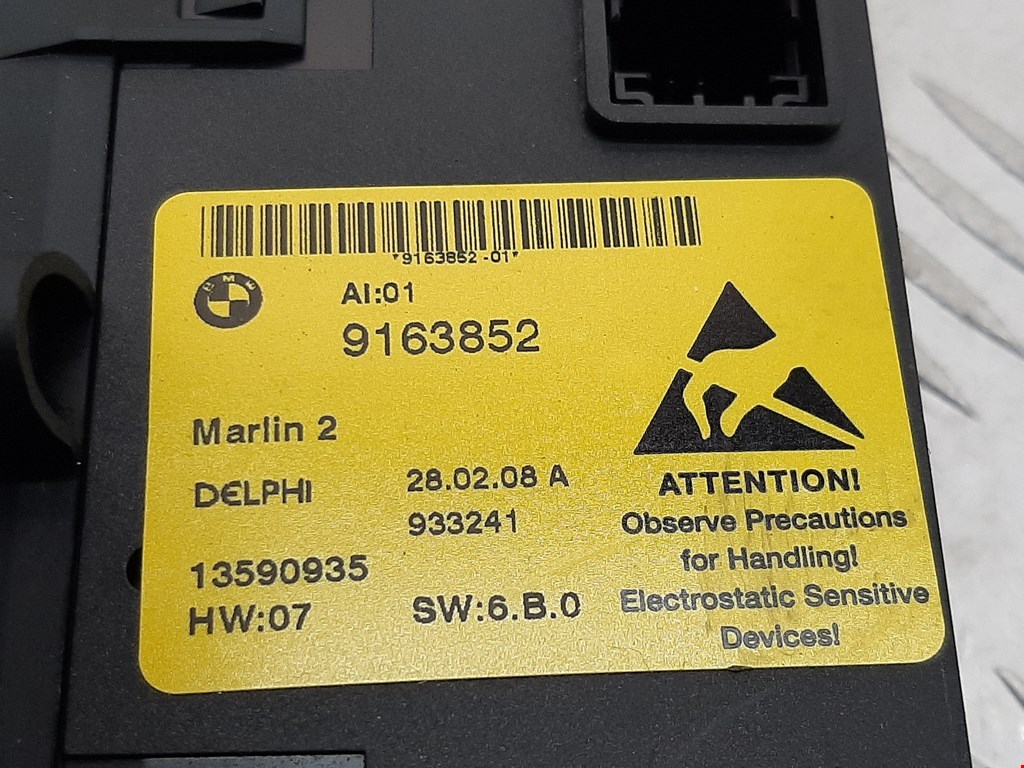 *9163852 -01*
BMW
AI:01
9163852
Marlin 2
DELPHI
28.02.08 A
933241
13590935
HW:07
SW:6.B.0
ATTENTION!
Observe Precautions
for Handling!
Electrostatic Sensitive
Devices!